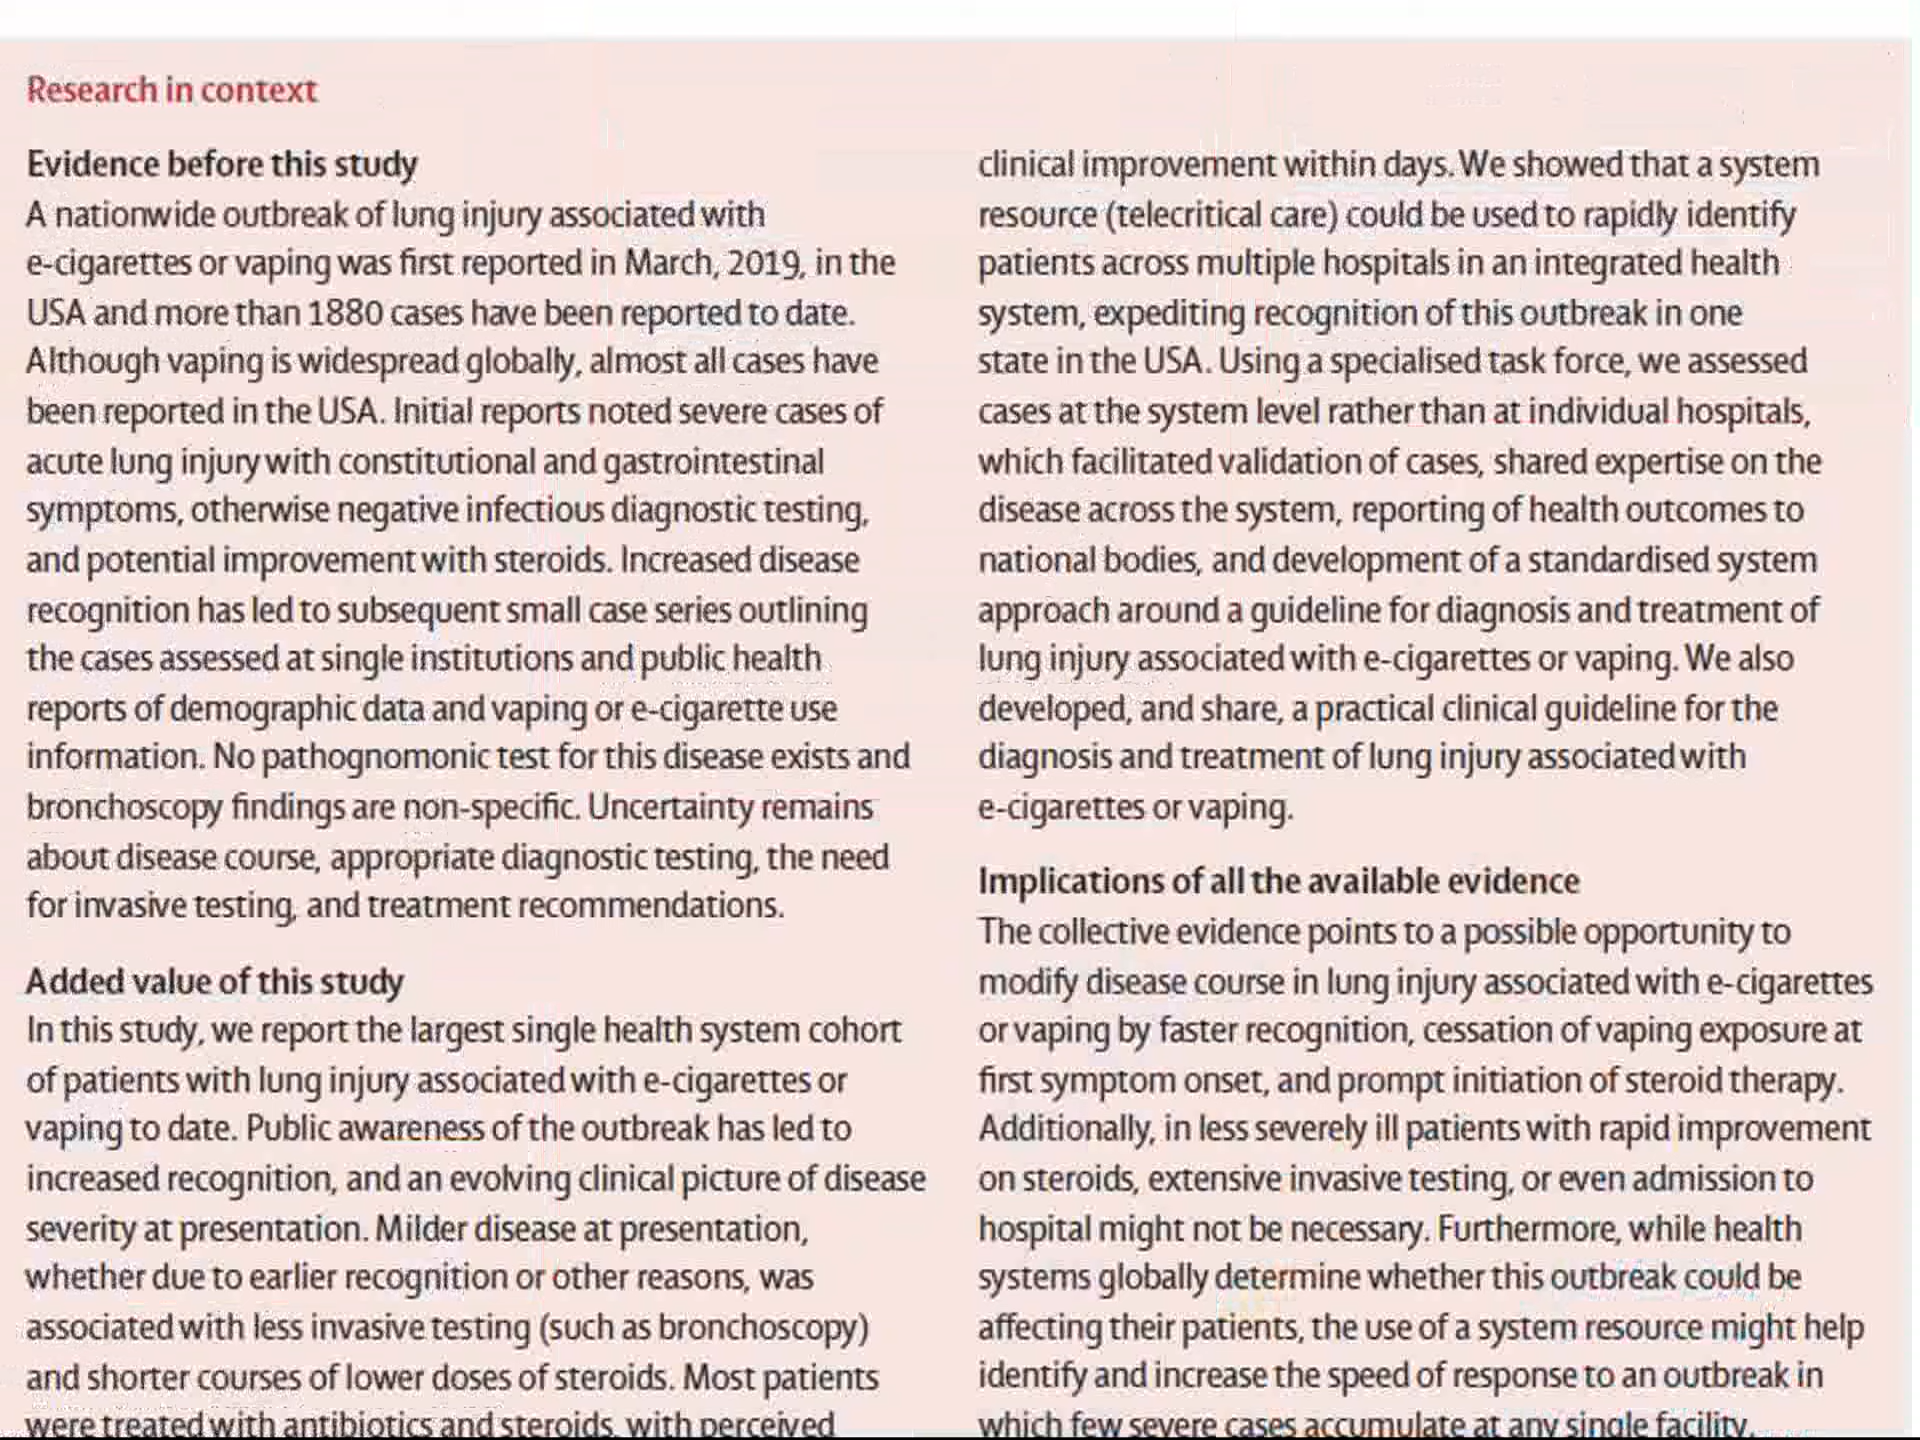 Research in context
Evidence before this study
A nationwide outbreak of lung injury associated with
e-cigarettes or vaping was first reported in March, 2019, in the
USA and more than 1880 cases have been reported to date.
Although vaping is widespread globally, almost all cases have
been reported in the USA. Initial reports noted severe cases of
acute lung injury with constitutional and gastrointestinal
symptoms, otherwise negative infectious diagnostic testing,
and potential improvement with steroids. Increased disease
recognition has led to subsequent small case series outlining
the cases assessed at single institutions and public health
reports of demographic data and vaping or e-cigarette use
information. No pathognomonic test for this disease exists and
bronchoscopy findings are non-specific. Uncertainty remains
about disease course, appropriate diagnostic testing, the need
for invasive testing, and treatment recommendations.
Added value of this study
In this study, we report the largest single health system cohort
of patients with lung injury associated with e-cigarettes or
vaping to date. Public awareness of the outbreak has led to
increased recognition, and an evolving clinical picture of disease
severity at presentation. Milder disease at presentation,
whether due to earlier recognition or other reasons, was
associated with less invasive testing (such as bronchoscopy)
and shorter courses of lower doses of steroids. Most patients
were treated with antibiotics and steroids, with perceived
clinical improvement within days. We showed that a system
resource (telecritical care) could be used to rapidly identify
patients across multiple hospitals in an integrated health
system, expediting recognition of this outbreak in one
state in the USA. Using a specialised task force, we assessed
cases at the system level rather than at individual hospitals,
which facilitated validation of cases, shared expertise on the
disease across the system, reporting of health outcomes to
national bodies, and development of a standardised system
approach around a guideline for diagnosis and treatment of
lung injury associated with e-cigarettes or vaping. We also
developed, and share, a practical clinical guideline for the
diagnosis and treatment of lung injury associated with
e-cigarettes or vaping.
Implications of all the available evidence
The collective evidence points to a possible opportunity to
modify disease course in lung injury associated with e-cigarettes
or vaping by faster recognition, cessation of vaping exposure at
first symptom onset, and prompt initiation of steroid therapy.
Additionally, in less severely ill patients with rapid improvement
on steroids, extensive invasive testing, or even admission to
hospital might not be necessary. Furthermore, while health
systems globally determine whether this outbreak could be
affecting their patients, the use of a system resource might help
identify and increase the speed of response to an outbreak in
which few severe cases accumulate at any single facility.